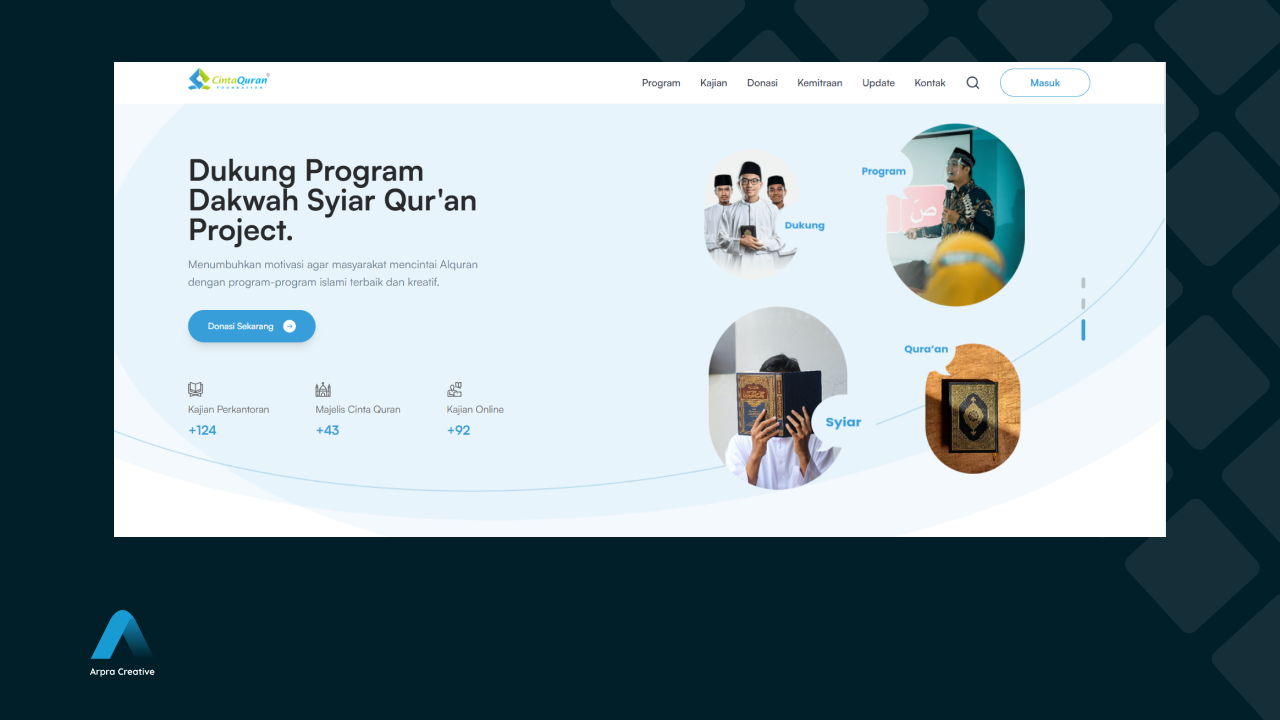 CintaQuran
FOUNDATION
Program
Kajian
Donasi
Kemitraan
Update
Kontak
Masuk
Dukung Program
Dakwah Syiar Qur'an
Project.
Menumbuhkan motivasi agar masyarakat mencintai Alquran
dengan program-program islami terbaik dan kreatif.
Donasi Sekarang
Kajian Perkantoran
+124
Majelis Cinta Quran
+43
Kajian Online
+92
Dukung
Program
صَ
Syiar
Qura'an
Arpra Creative